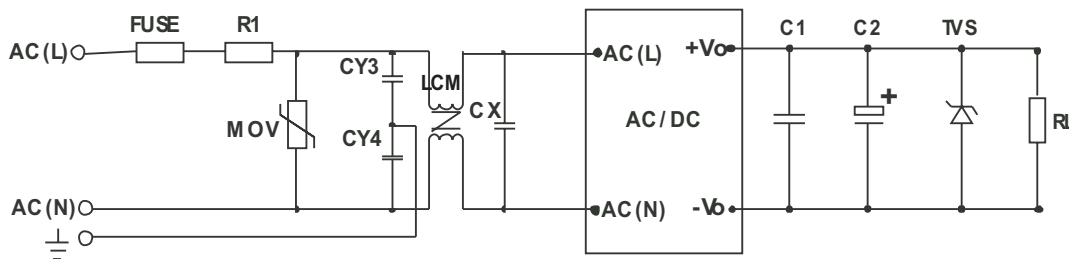 FUSE R1
AC(L)
CY3
LCM
CX
MOV
CY4
AC(N)
AC(L) +Vo
AC/DC
AC(N) -Vo
C1 C2 TVS
+
RL